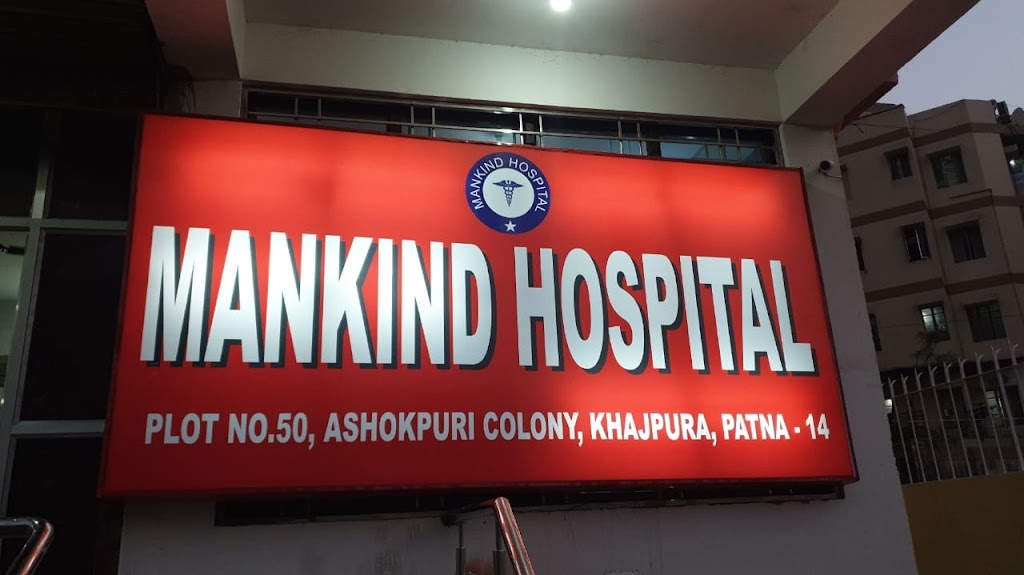 MANKIND HOSPITAL
MANKIND HOSPITAL
PLOT NO.50, ASHOKPURI COLONY, KHAJPURA, PATNA - 14